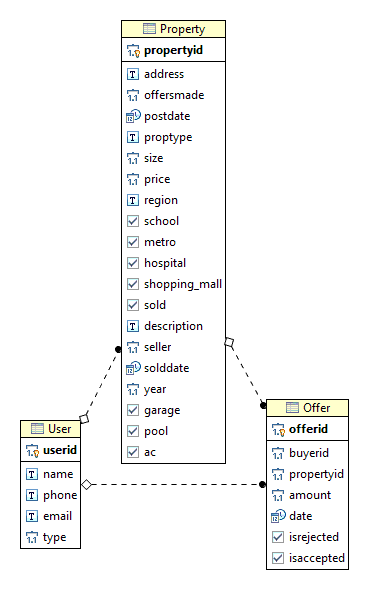 Property
propertyid
address
offersmade
postdate
proptype
size
price
region
school
metro
hospital
shopping_mall
sold
description
seller
solddate
year
garage
pool
ac
User
userid
name
phone
email
type
Offer
offerid
buyerid
propertyid
amount
date
isrejected
isaccepted